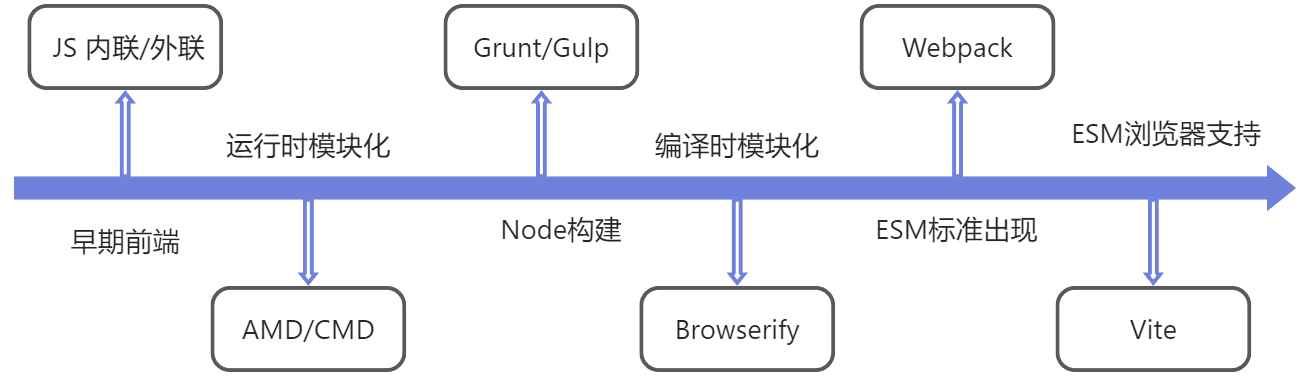 JS 内联/外联
Grunt/Gulp
Webpack
运行时模块化
编译时模块化
ESM浏览器支持
早期前端
Node构建
ESM标准出现
AMD/CMD
Browserify
Vite